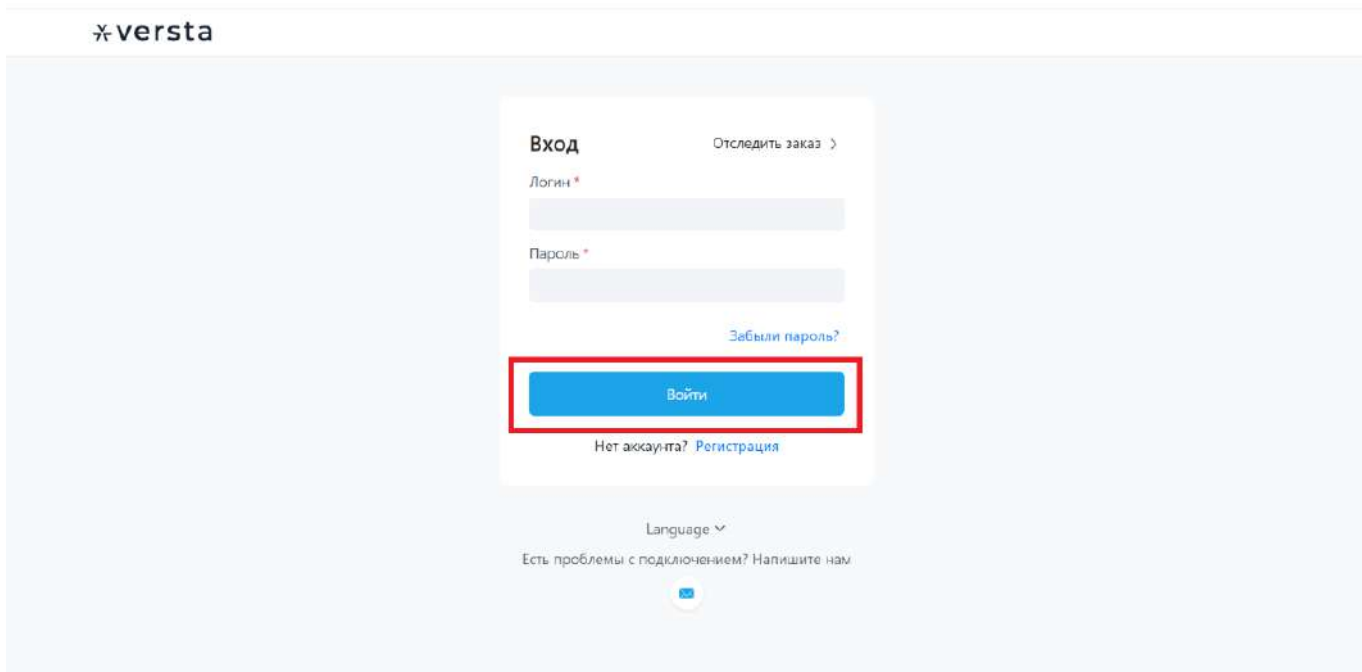 versta
Вход
Отследить заказ
Логин *
Пароль *
Забыли пароль?
Войти
Нет аккаунта? Регистрация
Language
Есть проблемы с подключением? Напишите нам